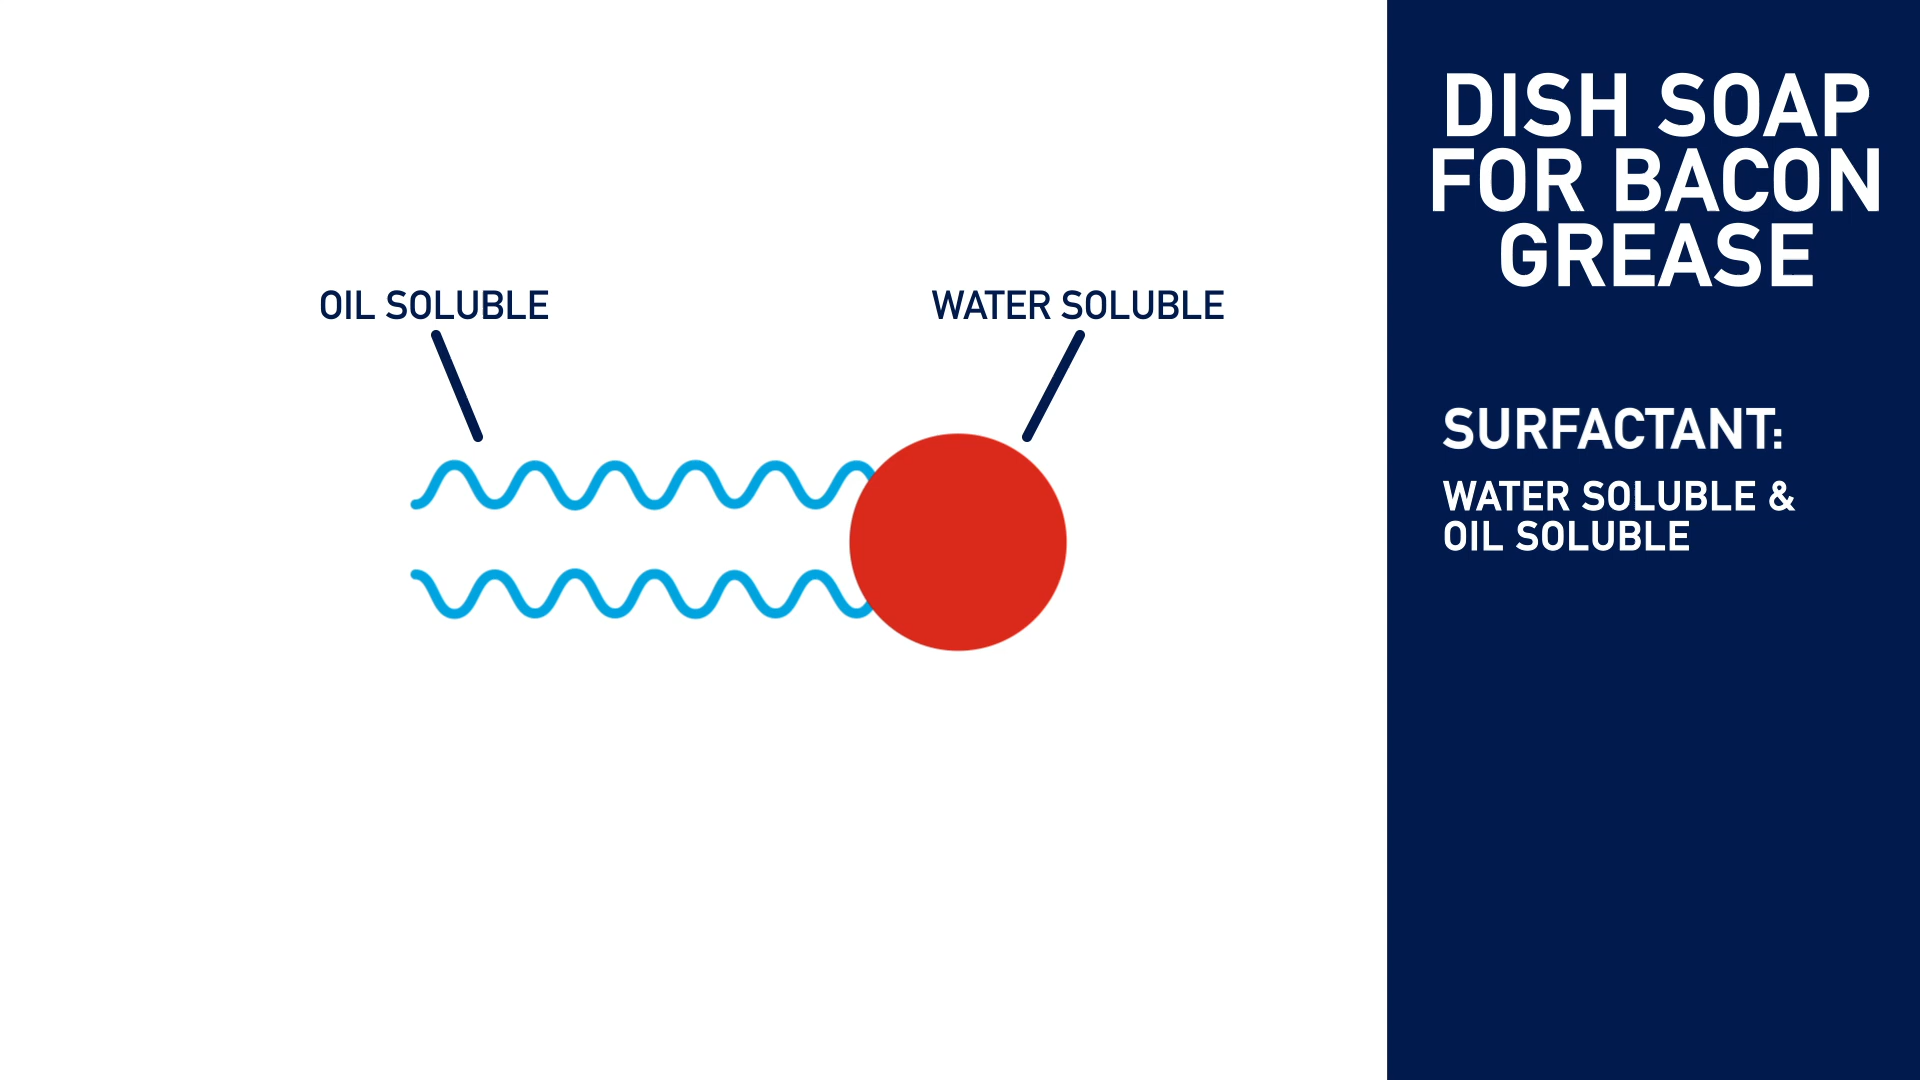 OIL SOLUBLE
WATER SOLUBLE
DISH SOAP
FOR BACON
GREASE
SURFACTANT:
WATER SOLUBLE &
OIL SOLUBLE